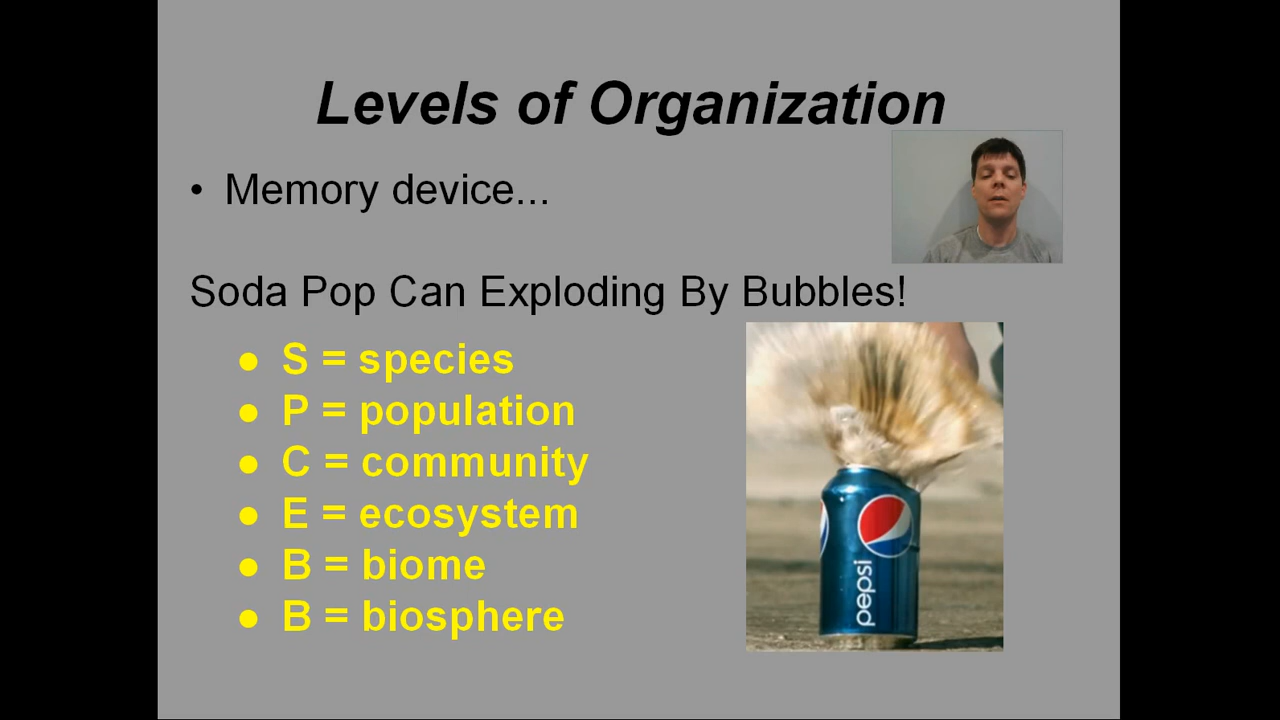 Levels of Organization
• Memory device...
Soda Pop Can Exploding By Bubbles!
● S = species
● P = population
● C = community
● E = ecosystem
● B = biome
● B = biosphere
pepsi